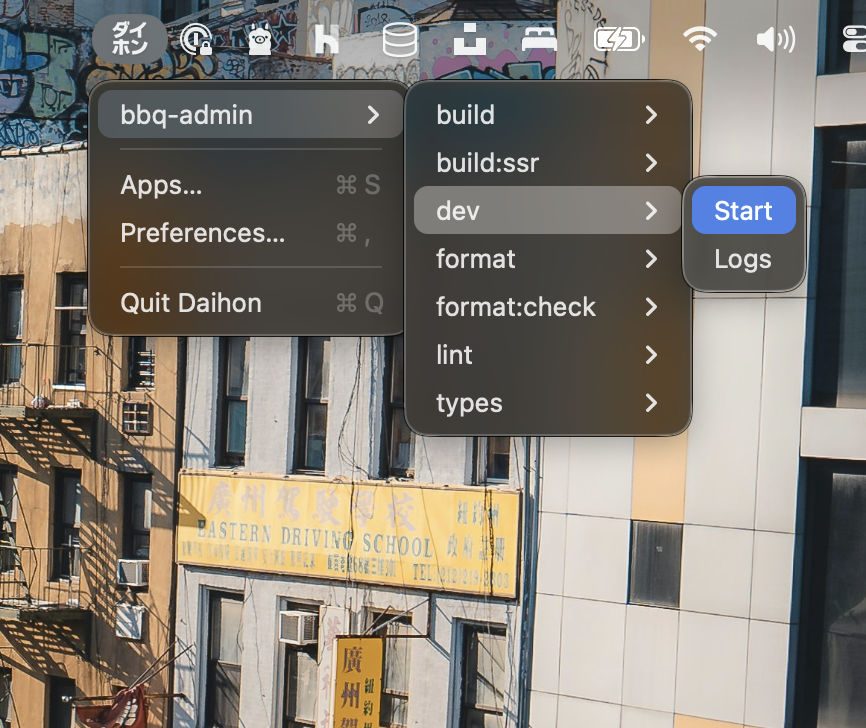 ダイ
ホン
bbq-admin
Apps... ⌘ S
Preferences... ⌘ ,
Quit Daihon ⌘ Q
build
build:ssr
dev
format
format:check
lint
types
Start
Logs
廣州駕駛學校 紐約州
EASTERN DRIVING SCHOOL 政府註冊
廣
州
駕
紐
約
州